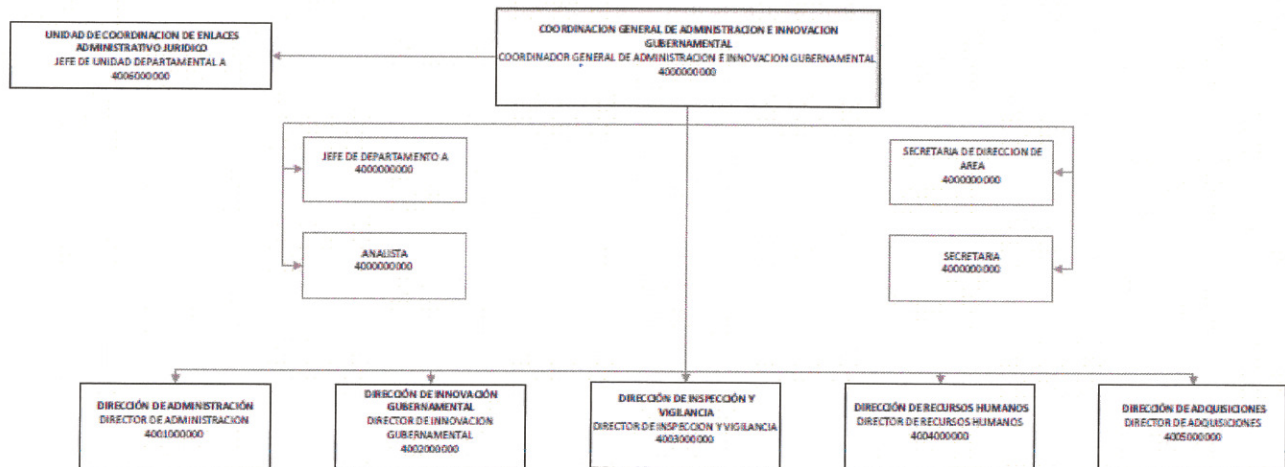 UNIDAD DE COORDINACION DE ENLACES
ADMINISTRATIVO JURIDICO
JEFE DE UNIDAD DEPARTAMENTAL A
4006000000
COORDINACION GENERAL DE ADMINISTRACION E INNOVACION
GUBERNAMENTAL
COORDINADOR GENERAL DE ADMINISTRACION E INNOVACION GUBERNAMENTAL
4000000000
JEFE DE DEPARTAMENTO A
4000000000
SECRETARIA DE DIRECCION DE
AREA
4000000000
ANALISTA
4000000000
SECRETARIA
4000000000
DIRECCIÓN DE ADMINISTRACIÓN
DIRECTOR DE ADMINISTRACION
4001000000
DIRECCIÓN DE INNOVACIÓN
GUBERNAMENTAL
DIRECTOR DE INNOVACION
GUBERNAMENTAL
4002000000
DIRECCIÓN DE INSPECCIÓN Y
VIGILANCIA
DIRECTOR DE INSPECCION Y VIGILANCIA
4003000000
DIRECCIÓN DE RECURSOS HUMANOS
DIRECTOR DE RECURSOS HUMANOS
4004000000
DIRECCIÓN DE ADQUISICIONES
DIRECTOR DE ADQUISICIONES
4005000000